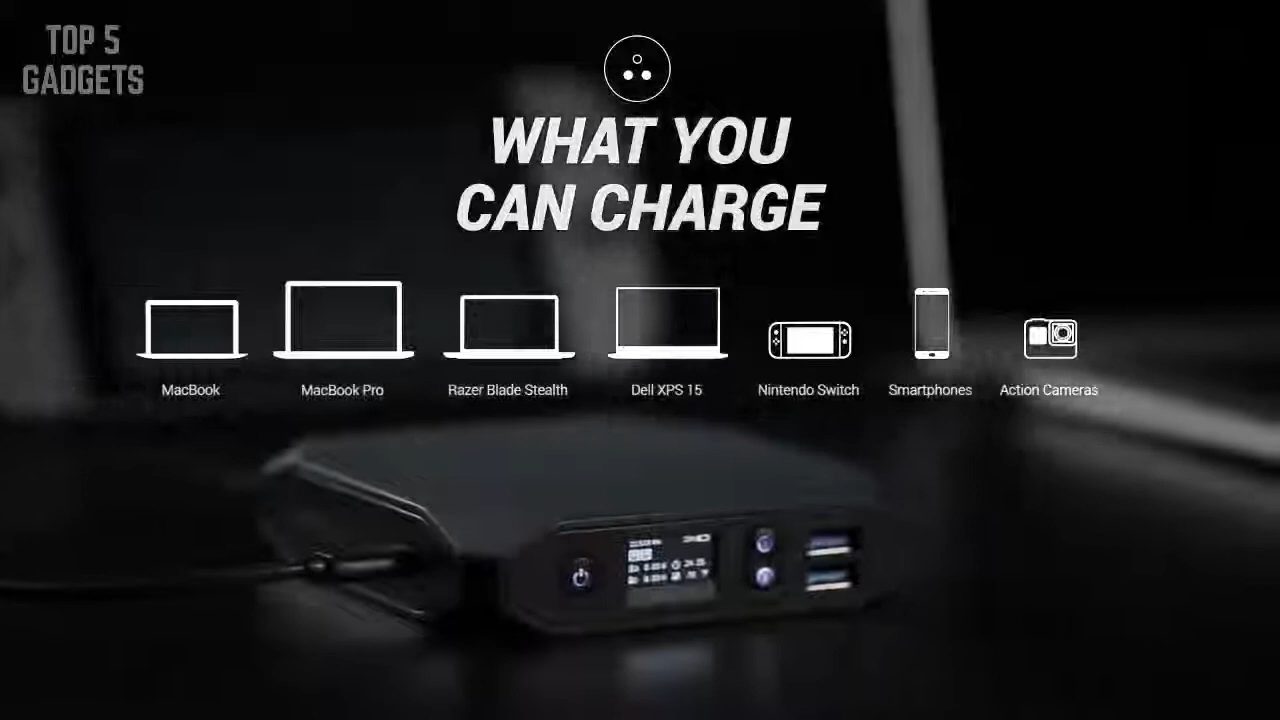 TOP 5
GADGETS
WHAT YOU
CAN CHARGE
MacBook
MacBook Pro
Razer Blade Stealth
Dell XPS 15
Nintendo Switch
Smartphones
Action Cameras